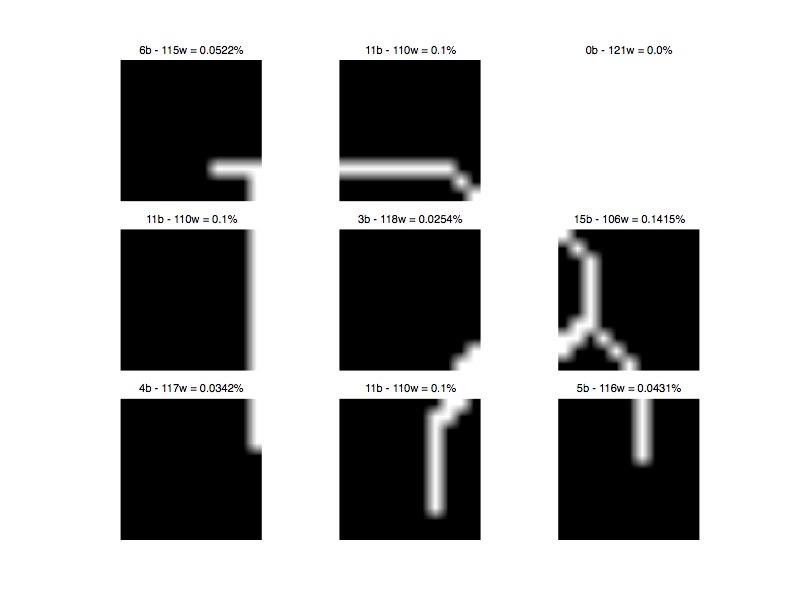 6b - 115w = 0.0522%
11b - 110w = 0.1%
0b - 121w = 0.0%
11b - 110w = 0.1%
3b - 118w = 0.0254%
15b - 106w = 0.1415%
4b - 117w = 0.0342%
11b - 110w = 0.1%
5b - 116w = 0.0431%